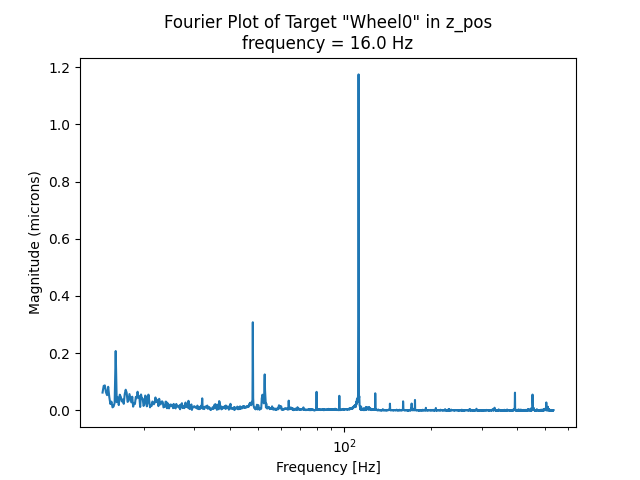 Fourier Plot of Target "Wheel0" in z_pos
frequency = 16.0 Hz
1.2
1.0
0.8
0.6
0.4
0.2
0.0
Magnitude (microns)
10²
Frequency [Hz]